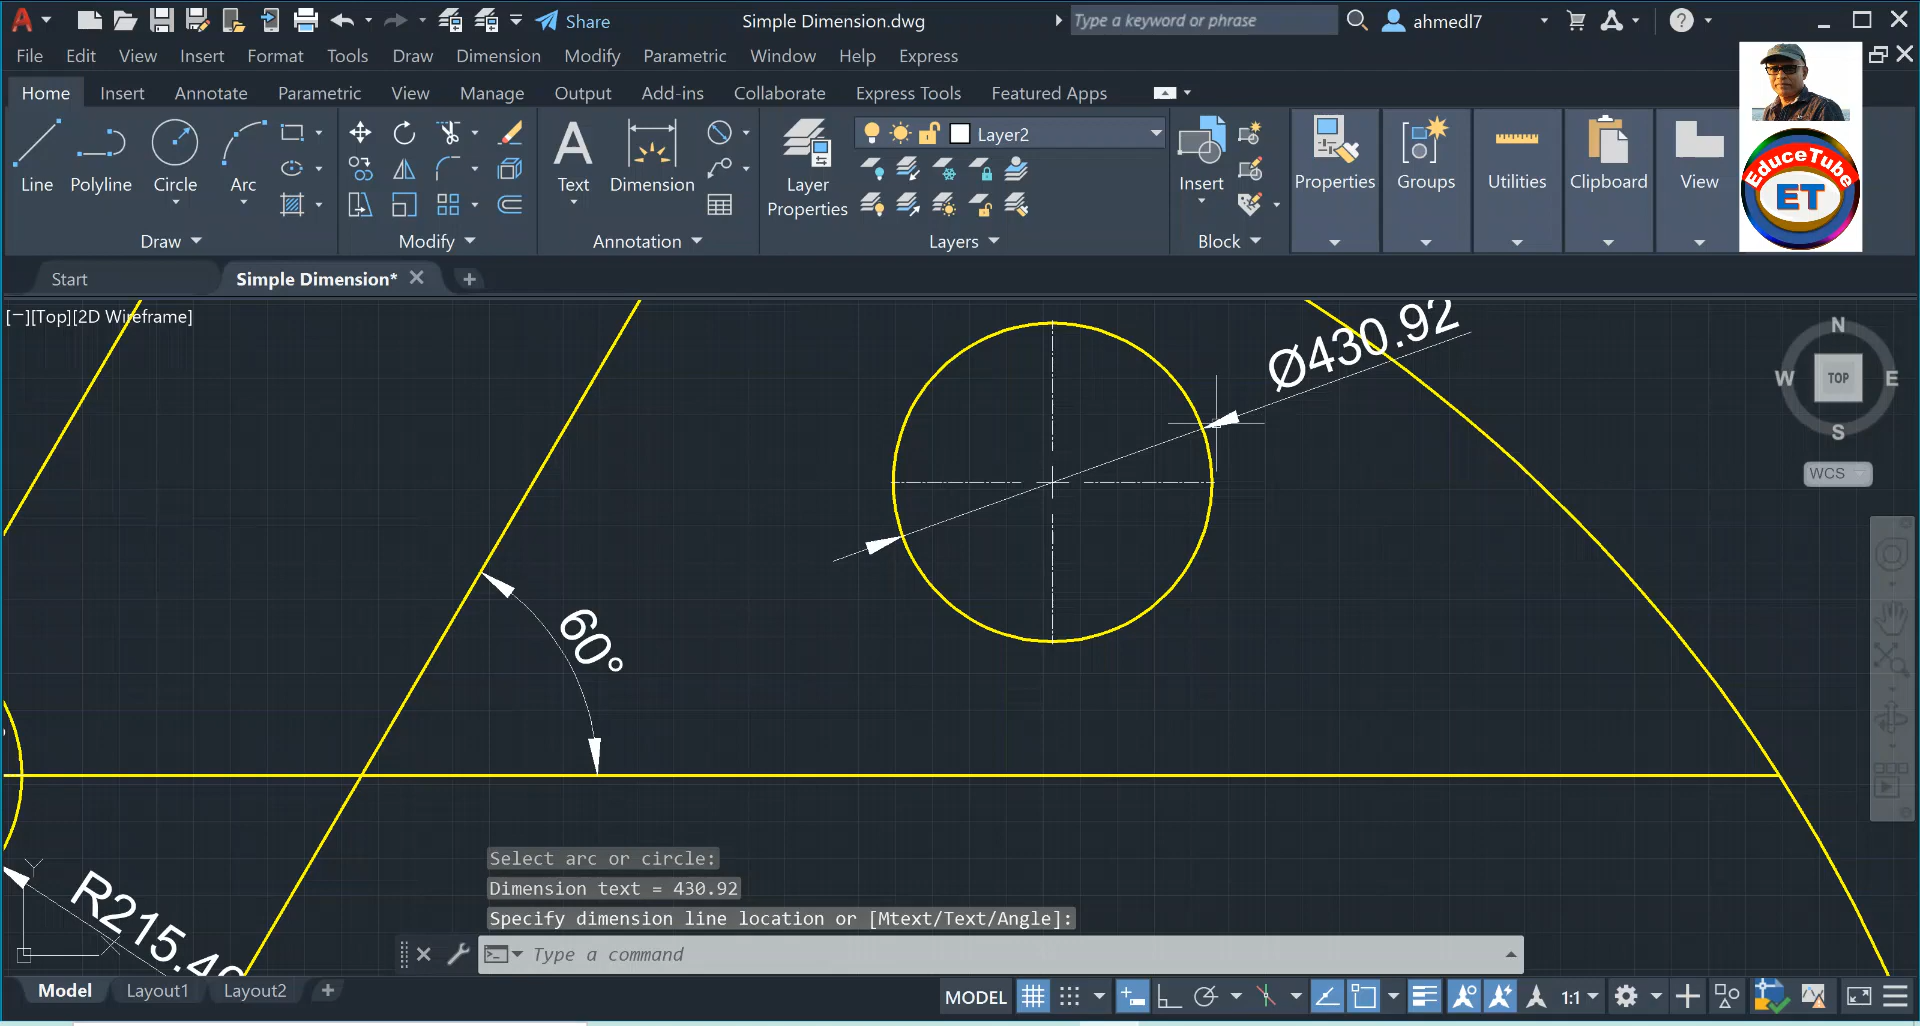 Share
Simple Dimension.dwg
Type a keyword or phrase
ahmedl7
File Edit View Insert Format Tools Draw Dimension Modify Parametric Window Help Express
Home Insert Annotate Parametric View Manage Output Add-ins Collaborate Express Tools Featured Apps
Line Polyline Circle Arc
Draw
Modify
Text Dimension
Annotation
Layer
Properties
Layer2
Layers
Insert
Block
Properties Groups Utilities Clipboard View
EduceTube
ET
Start
Simple Dimension*
[−][Top][2D Wireframe]
Ø430.92
N
W TOP E
S
WCS
60°
R215.46
Y
X
Select arc or circle:
Dimension text = 430.92
Specify dimension line location or [Mtext/Text/Angle]:
Type a command
Model Layout1 Layout2
MODEL
1:1